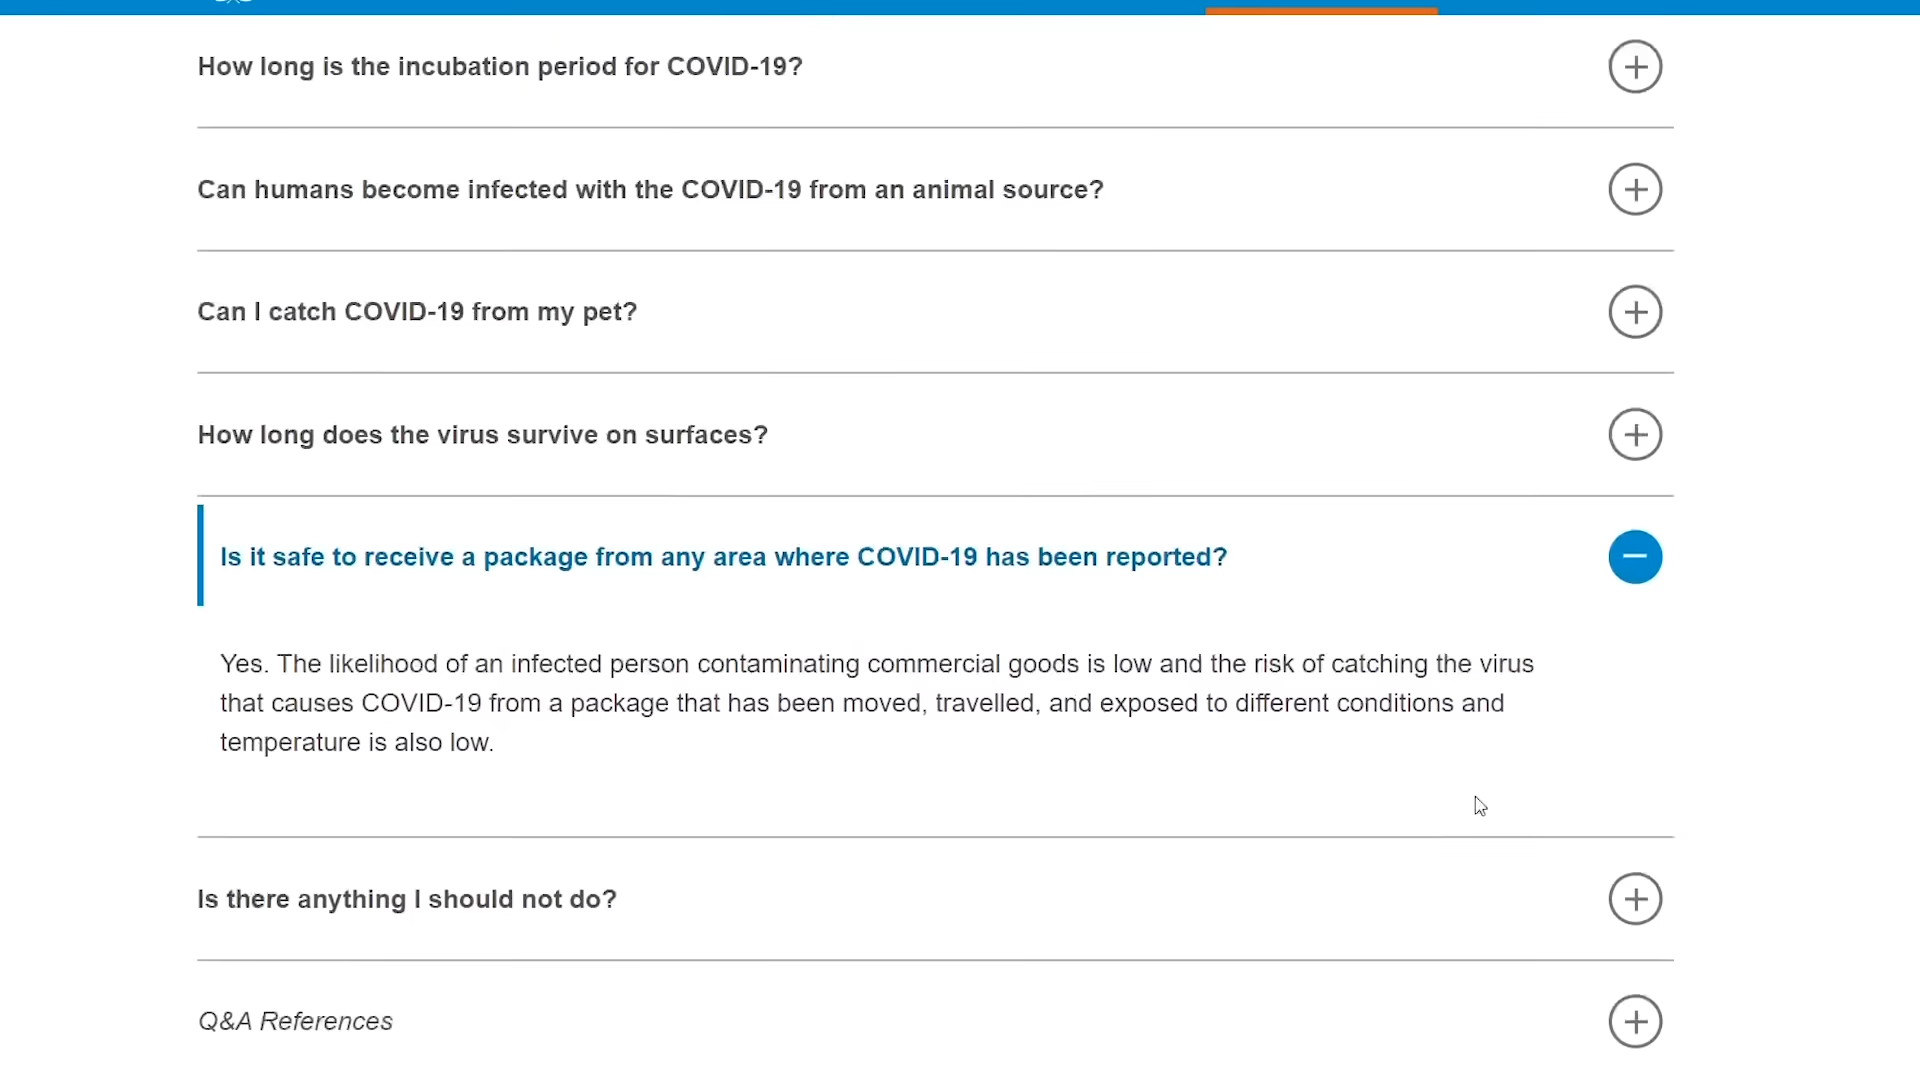 How long is the incubation period for COVID-19?
Can humans become infected with the COVID-19 from an animal source?
Can I catch COVID-19 from my pet?
How long does the virus survive on surfaces?
Is it safe to receive a package from any area where COVID-19 has been reported?
Yes. The likelihood of an infected person contaminating commercial goods is low and the risk of catching the virus
that causes COVID-19 from a package that has been moved, travelled, and exposed to different conditions and
temperature is also low.
Is there anything I should not do?
Q&A References